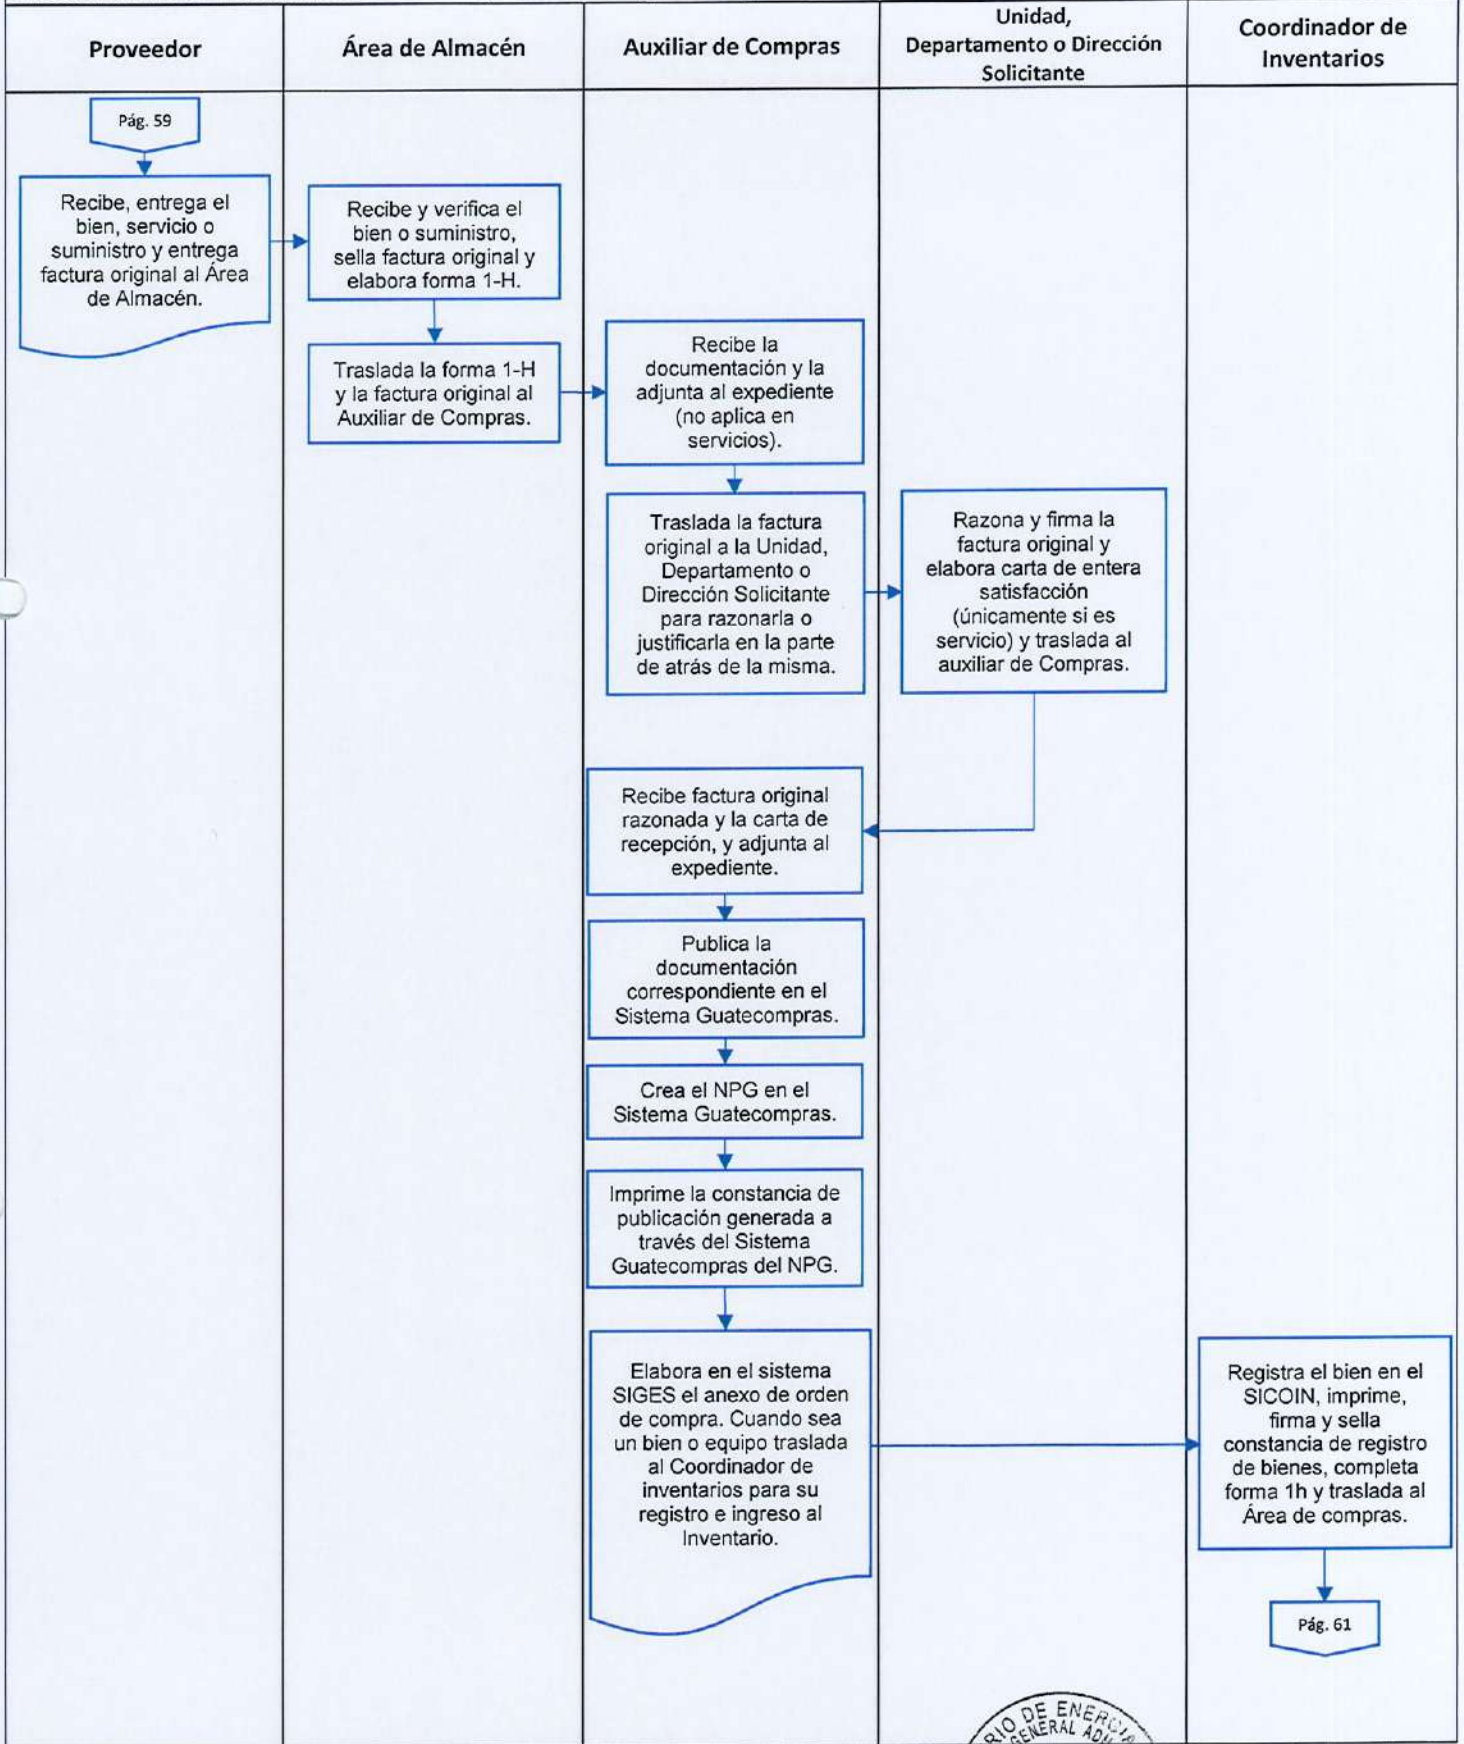 Proveedor
Área de Almacén
Auxiliar de Compras
Unidad,
Departamento o Dirección
Solicitante
Coordinador de
Inventarios
Pág. 59
Recibe, entrega el
bien, servicio o
suministro y entrega
factura original al Área
de Almacén.
Recibe y verifica el
bien o suministro,
sella factura original y
elabora forma 1-H.
Traslada la forma 1-H
y la factura original al
Auxiliar de Compras.
Recibe la
documentación y la
adjunta al expediente
(no aplica en
servicios).
Traslada la factura
original a la Unidad,
Departamento o
Dirección Solicitante
para razonarla o
justificarla en la parte
de atrás de la misma.
Razona y firma la
factura original y
elabora carta de entera
satisfacción
(únicamente si es
servicio) y traslada al
auxiliar de Compras.
Recibe factura original
razonada y la carta de
recepción, y adjunta al
expediente.
Publica la
documentación
correspondiente en el
Sistema Guatecompras.
Crea el NPG en el
Sistema Guatecompras.
Imprime la constancia de
publicación generada a
través del Sistema
Guatecompras del NPG.
Elabora en el sistema
SIGES el anexo de orden
de compra. Cuando sea
un bien o equipo traslada
al Coordinador de
inventarios para su
registro e ingreso al
Inventario.
Registra el bien en el
SICOIN, imprime,
firma y sella
constancia de registro
de bienes, completa
forma 1h y traslada al
Área de compras.
Pág. 61
DE
GENERAL